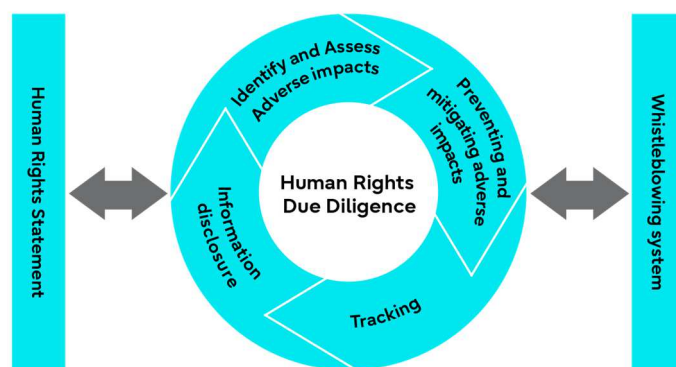 Human Rights Statement
Identify and Assess
Adverse impacts
Preventing and
mitigating adverse
impacts
Tracking
Information
disclosure
Human Rights
Due Diligence
Whistleblowing system